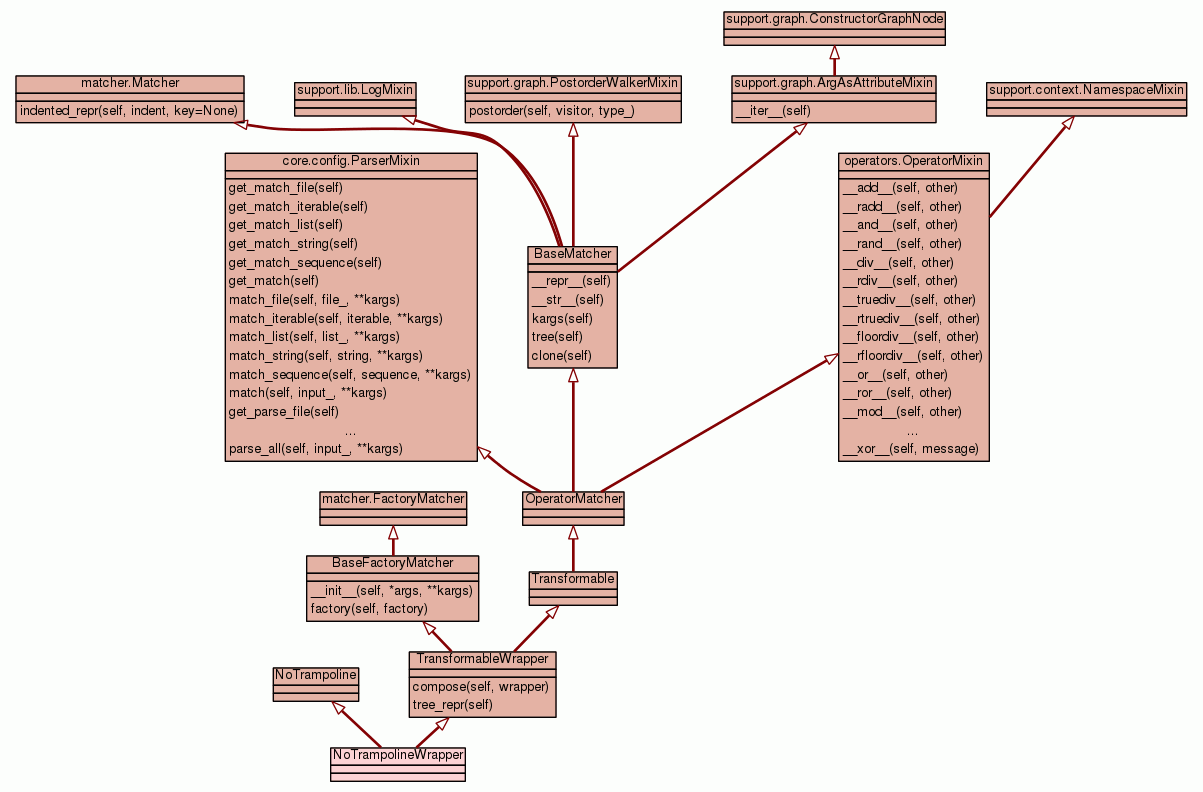 support.graph.ConstructorGraphNode
matcher.Matcher
indented_repr(self, indent, key=None)
support.lib.LogMixin
support.graph.PostorderWalkerMixin
postorder(self, visitor, type_)
support.graph.ArgAsAttributeMixin
__iter__(self)
support.context.NamespaceMixin
core.config.ParserMixin
get_match_file(self)
get_match_iterable(self)
get_match_list(self)
get_match_string(self)
get_match_sequence(self)
get_match(self)
match_file(self, file_, **kargs)
match_iterable(self, iterable, **kargs)
match_list(self, list_, **kargs)
match_string(self, string, **kargs)
match_sequence(self, sequence, **kargs)
match(self, input_, **kargs)
get_parse_file(self)
...
parse_all(self, input_, **kargs)
BaseMatcher
__repr__(self)
__str__(self)
kargs(self)
tree(self)
clone(self)
operators.OperatorMixin
__add__(self, other)
__radd__(self, other)
__and__(self, other)
__rand__(self, other)
__div__(self, other)
__rdiv__(self, other)
__truediv__(self, other)
__rtruediv__(self, other)
__floordiv__(self, other)
__rfloordiv__(self, other)
__or__(self, other)
__ror__(self, other)
__mod__(self, other)
...
__xor__(self, message)
matcher.FactoryMatcher
OperatorMatcher
BaseFactoryMatcher
__init__(self, *args, **kargs)
factory(self, factory)
Transformable
TransformableWrapper
compose(self, wrapper)
tree_repr(self)
NoTrampoline
NoTrampolineWrapper